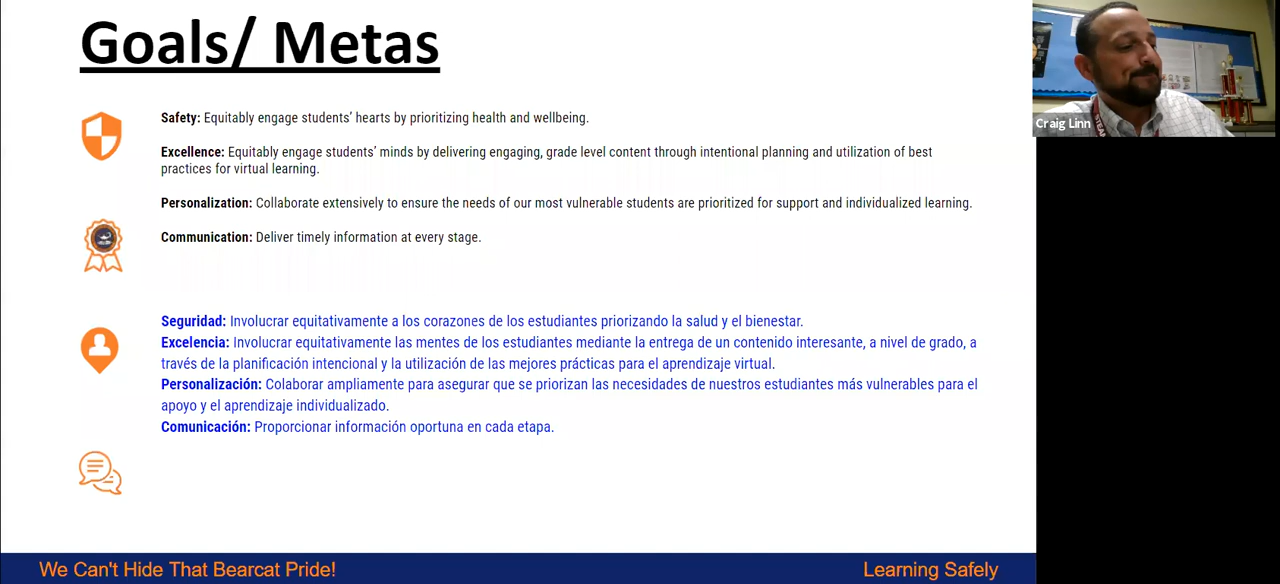 Goals/ Metas
Safety: Equitably engage students’ hearts by prioritizing health and wellbeing.
Excellence: Equitably engage students’ minds by delivering engaging, grade level content through intentional planning and utilization of best
practices for virtual learning.
Personalization: Collaborate extensively to ensure the needs of our most vulnerable students are prioritized for support and individualized learning.
Communication: Deliver timely information at every stage.
Seguridad: Involucrar equitativamente a los corazones de los estudiantes priorizando la salud y el bienestar.
Excelencia: Involucrar equitativamente las mentes de los estudiantes mediante la entrega de un contenido interesante, a nivel de grado, a
través de la planificación intencional y la utilización de las mejores prácticas para el aprendizaje virtual.
Personalización: Colaborar ampliamente para asegurar que se priorizan las necesidades de nuestros estudiantes más vulnerables para el
apoyo y el aprendizaje individualizado.
Comunicación: Proporcionar información oportuna en cada etapa.
We Can't Hide That Bearcat Pride!
Learning Safely
Craig Linn